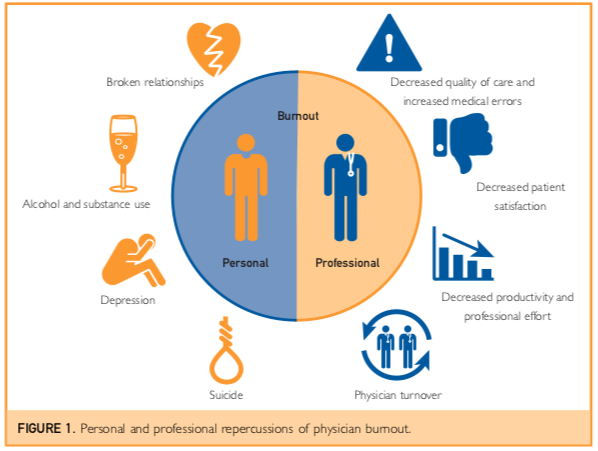 Broken relationships
Decreased quality of care and
increased medical errors
Burnout
Alcohol and substance use
Decreased patient
satisfaction
Personal
Professional
Depression
Decreased productivity and
professional effort
Suicide
Physician turnover
FIGURE 1. Personal and professional repercussions of physician burnout.